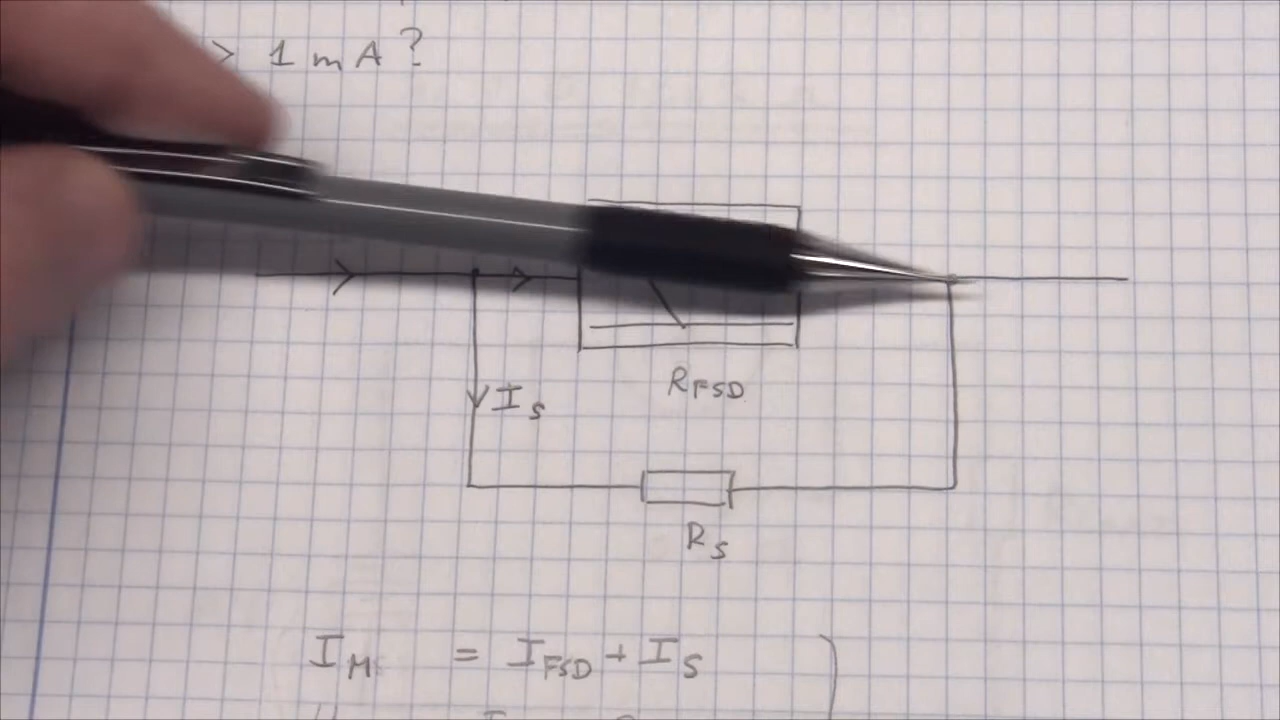 > 1 mA?
R_FSD
I_S
R_S
I_M = I_FSD + I_S